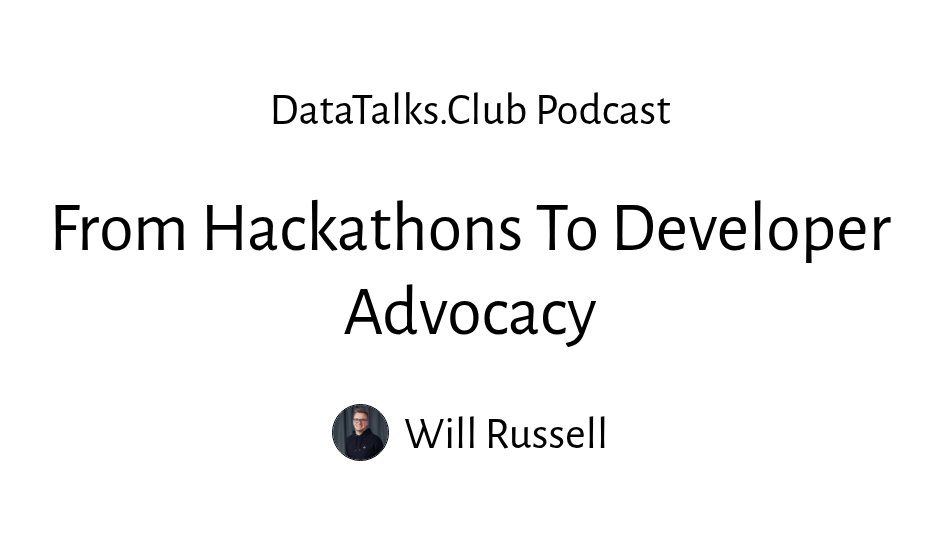 DataTalks.Club Podcast
From Hackathons To Developer
Advocacy
Will Russell